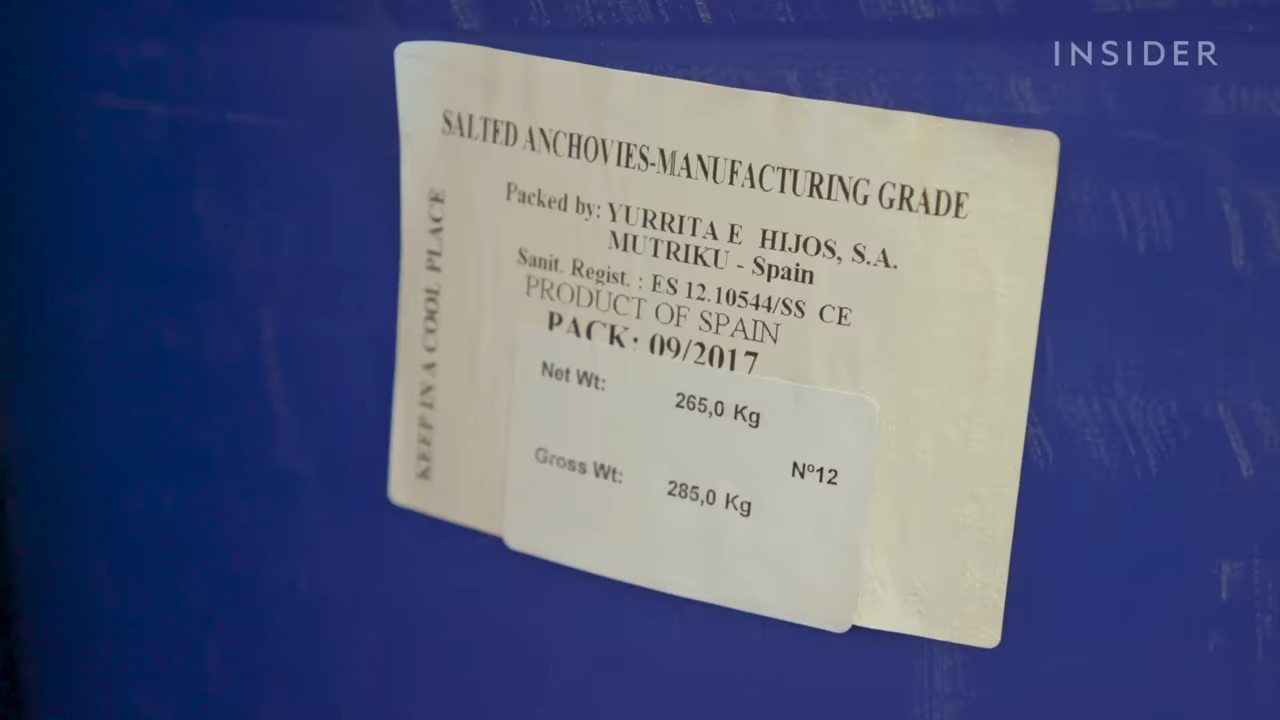 INSIDER
SALTED ANCHOVIES-MANUFACTURING GRADE
Packed by: YURRITA E HIJOS, S.A.
MUTRIKU - Spain
Sanit. Regist. : ES 12.10544/SS CE
PRODUCT OF SPAIN
PACK: 09/2017
KEEP IN A COOL PLACE
Net Wt: 265,0 Kg
Nº12
Gross Wt: 285,0 Kg